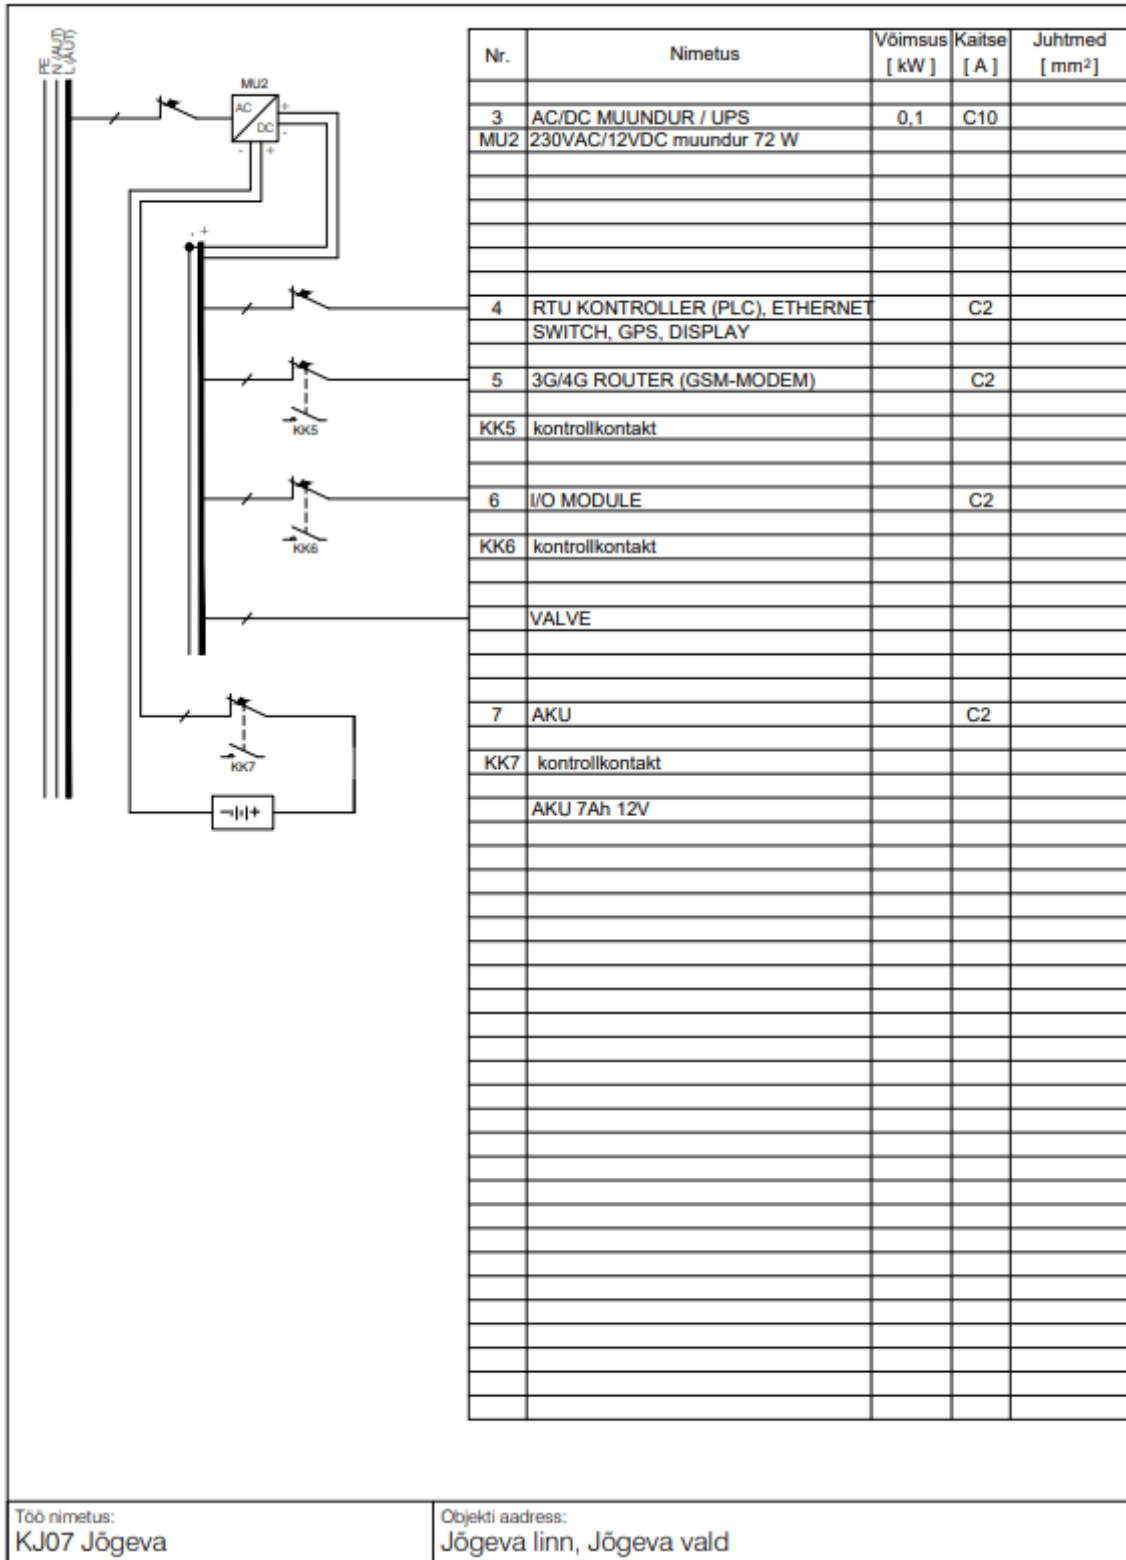 PE
N (AUT)
L (AUT)
MU2
AC
DC
+
-
- +
- +
KK5
KK6
KK7
Nr. Nimetus Võimsus [ kW ] Kaitse [ A ] Juhtmed [ mm²]
3 AC/DC MUUNDUR / UPS 0,1 C10
MU2 230VAC/12VDC muundur 72 W
4 RTU KONTROLLER (PLC), ETHERNET C2
SWITCH, GPS, DISPLAY
5 3G/4G ROUTER (GSM-MODEM) C2
KK5 kontrollkontakt
6 I/O MODULE C2
KK6 kontrollkontakt
VALVE
7 AKU C2
KK7 kontrollkontakt
AKU 7Ah 12V
Töö nimetus:
KJ07 Jõgeva
Objekti aadress:
Jõgeva linn, Jõgeva vald